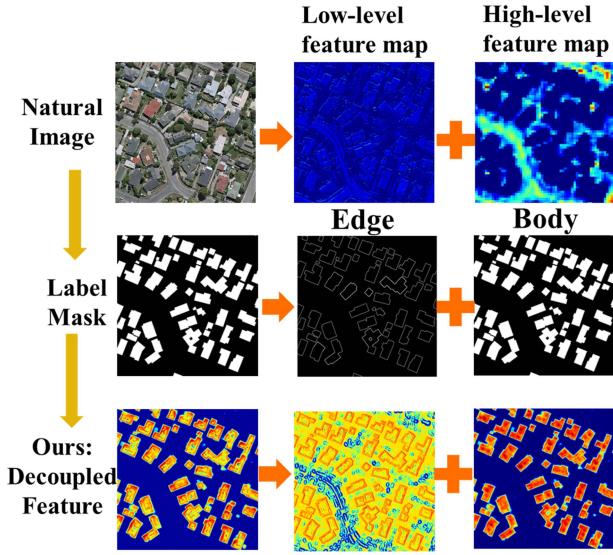 Low-level
feature map
High-level
feature map
Natural
Image
Edge
Body
Label
Mask
Ours:
Decoupled
Feature